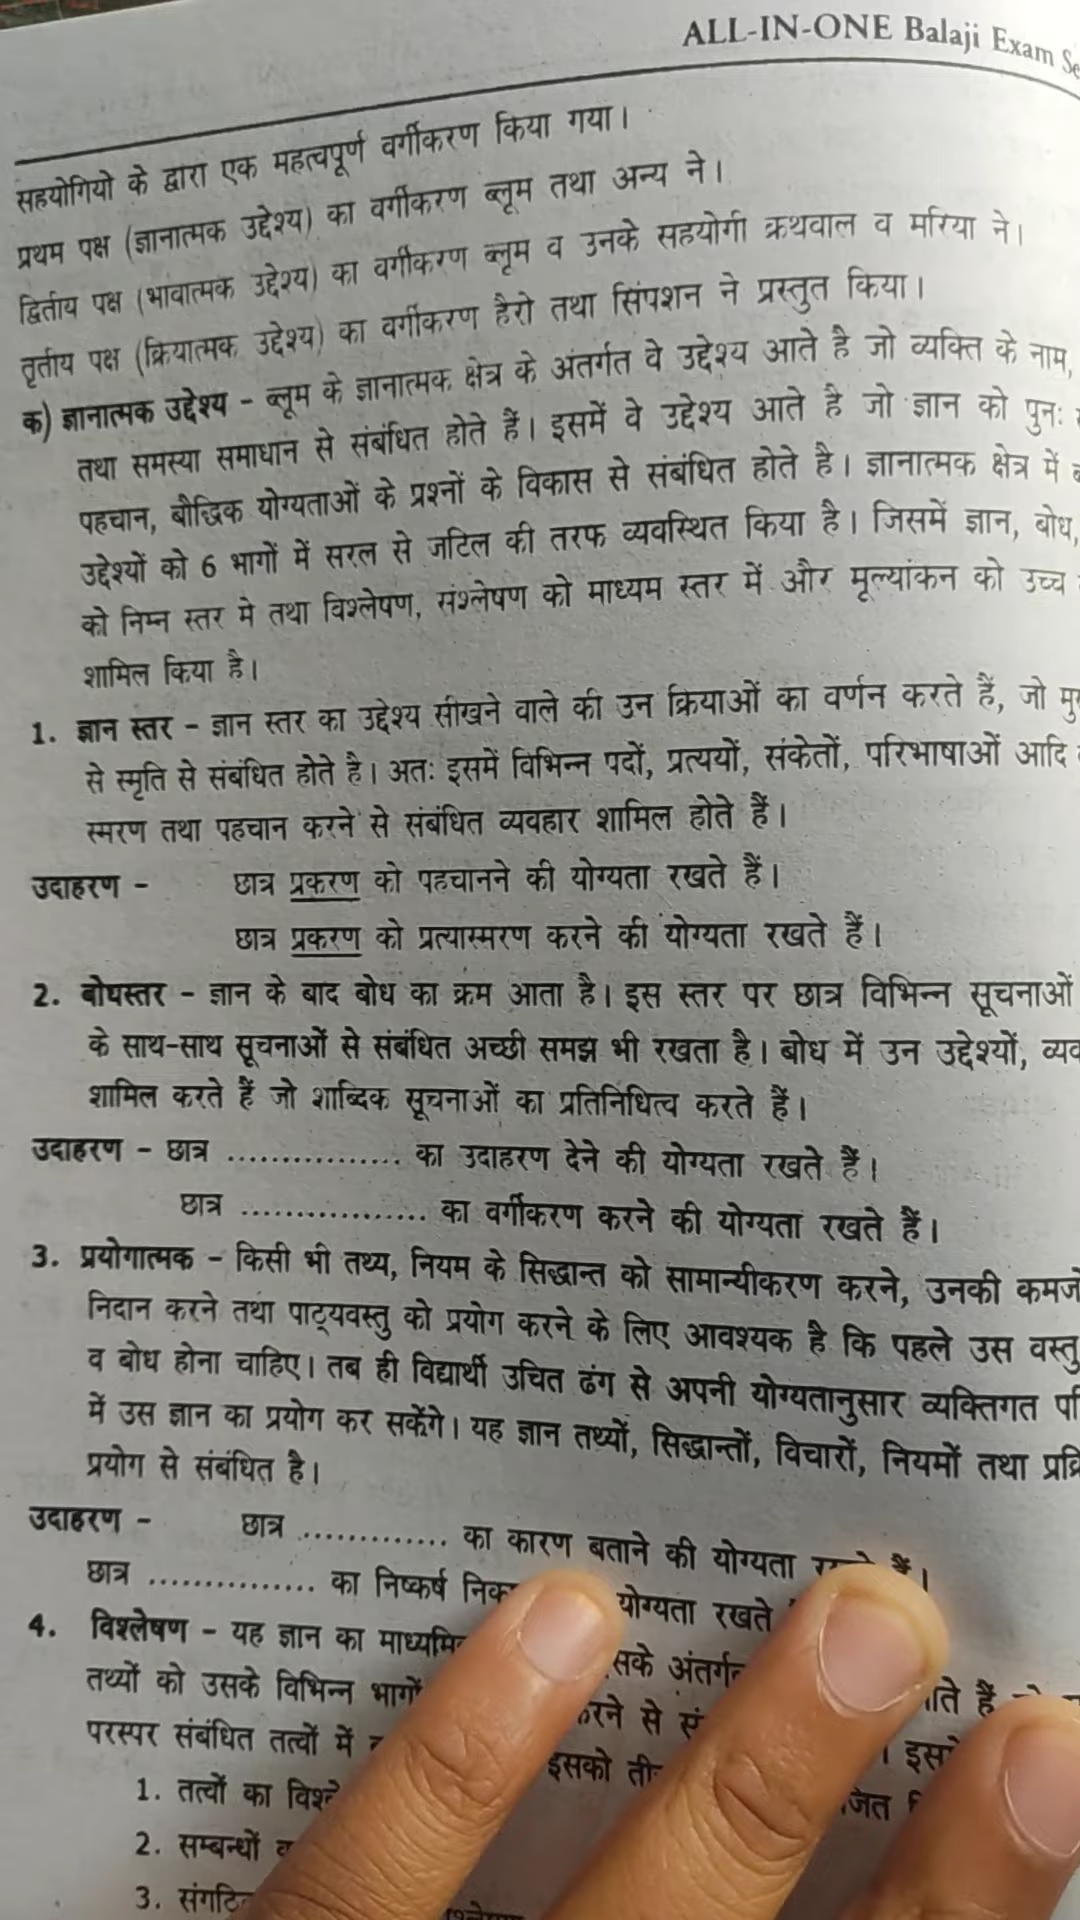 ALL-IN-ONE Balaji Exam
सहयोगियो के द्वारा एक महत्वपूर्ण वर्गीकरण किया गया।
प्रथम पक्ष (ज्ञानात्मक उद्देश्य) का वर्गीकरण ब्लूम तथा अन्य ने।
द्वितीय पक्ष (भावात्मक उद्देश्य) का वर्गीकरण ब्लूम व उनके सहयोगी क्रथवाल व मरिया ने।
तृतीय पक्ष (क्रियात्मक उद्देश्य) का वर्गीकरण हैरो तथा सिंपशन ने प्रस्तुत किया।
क) ज्ञानात्मक उद्देश्य - ब्लूम के ज्ञानात्मक क्षेत्र के अंतर्गत वे उद्देश्य आते है जो व्यक्ति के नाम,
तथा समस्या समाधान से संबंधित होते हैं। इसमें वे उद्देश्य आते है जो ज्ञान को पुनः
पहचान, बौद्धिक योग्यताओं के प्रश्नों के विकास से संबंधित होते है। ज्ञानात्मक क्षेत्र में
उद्देश्यों को 6 भागों में सरल से जटिल की तरफ व्यवस्थित किया है। जिसमें ज्ञान, बोध,
को निम्न स्तर मे तथा विश्लेषण, संश्लेषण को माध्यम स्तर में और मूल्यांकन को उच्च
शामिल किया है।
1. ज्ञान स्तर - ज्ञान स्तर का उद्देश्य सीखने वाले की उन क्रियाओं का वर्णन करते हैं, जो
से स्मृति से संबंधित होते है। अतः इसमें विभिन्न पदों, प्रत्ययों, संकेतों, परिभाषाओं आदि
स्मरण तथा पहचान करने से संबंधित व्यवहार शामिल होते हैं।
उदाहरण - छात्र प्रकरण को पहचानने की योग्यता रखते हैं।
छात्र प्रकरण को प्रत्यास्मरण करने की योग्यता रखते हैं।
2. बोधस्तर - ज्ञान के बाद बोध का क्रम आता है। इस स्तर पर छात्र विभिन्न सूचनाओं
के साथ-साथ सूचनाओं से संबंधित अच्छी समझ भी रखता है। बोध में उन उद्देश्यों,
शामिल करते हैं जो शाब्दिक सूचनाओं का प्रतिनिधित्व करते हैं।
उदाहरण - छात्र ................ का उदाहरण देने की योग्यता रखते हैं।
छात्र ................. का वर्गीकरण करने की योग्यता रखते हैं।
3. प्रयोगात्मक - किसी भी तथ्य, नियम के सिद्धान्त को सामान्यीकरण करने, उनकी
निदान करने तथा पाठ्यवस्तु को प्रयोग करने के लिए आवश्यक है कि पहले उस वस्तु
व बोध होना चाहिए। तब ही विद्यार्थी उचित ढंग से अपनी योग्यतानुसार व्यक्तिगत
में उस ज्ञान का प्रयोग कर सकेंगे। यह ज्ञान तथ्यों, सिद्धान्तों, विचारों, नियमों तथा
प्रयोग से संबंधित है।
उदाहरण - छात्र ............. का कारण बताने की योग्यता रखते हैं।
छात्र ............... का निष्कर्ष योग्यता रखते
4. विश्लेषण - यह ज्ञान का अंतर्गत
तथ्यों को उसके विभिन्न भागों करने से
परस्पर संबंधित तत्वों में इसको
1. तत्वों का
2. सम्बन्धों
3.